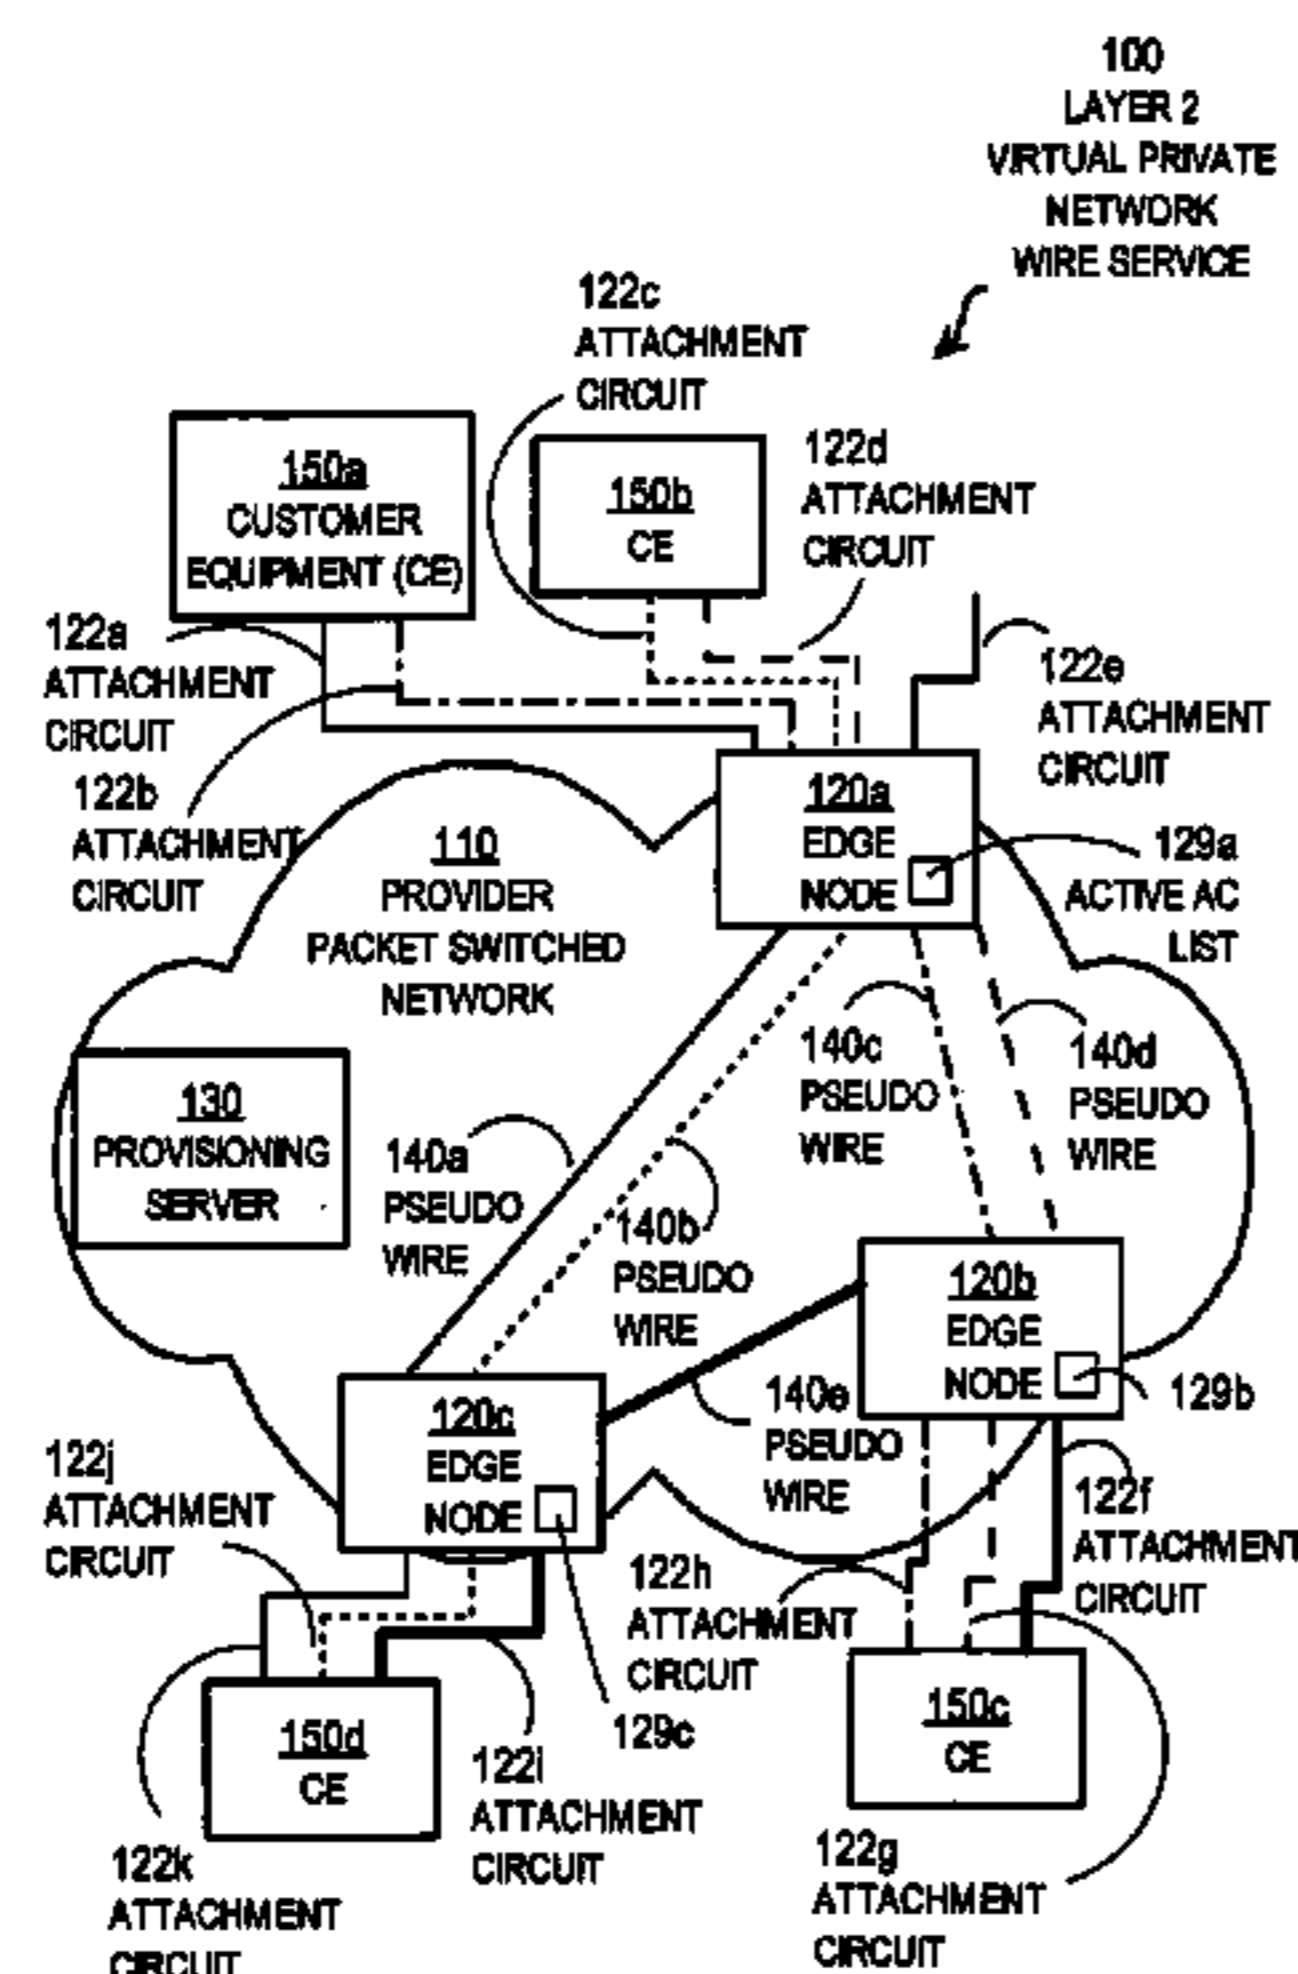 100
LAYER 2
VIRTUAL PRIVATE
NETWORK
WIRE SERVICE
122c
ATTACHMENT
CIRCUIT
150a
CUSTOMER
EQUIPMENT (CE)
150b
CE
122d
ATTACHMENT
CIRCUIT
122a
ATTACHMENT
CIRCUIT
122e
ATTACHMENT
CIRCUIT
122b
ATTACHMENT
CIRCUIT
120a
EDGE
NODE
129a
ACTIVE AC
LIST
110
PROVIDER
PACKET SWITCHED
NETWORK
140c
PSEUDO
WIRE
140d
PSEUDO
WIRE
130
PROVISIONING
SERVER
140a
PSEUDO
WIRE
140b
PSEUDO
WIRE
120b
EDGE
NODE
129b
140e
PSEUDO
WIRE
120c
EDGE
NODE
122j
ATTACHMENT
CIRCUIT
122h
ATTACHMENT
CIRCUIT
122f
ATTACHMENT
CIRCUIT
150d
CE
129c
150c
CE
122i
ATTACHMENT
CIRCUIT
122k
ATTACHMENT
CIRCUIT
122g
ATTACHMENT
CIRCUIT